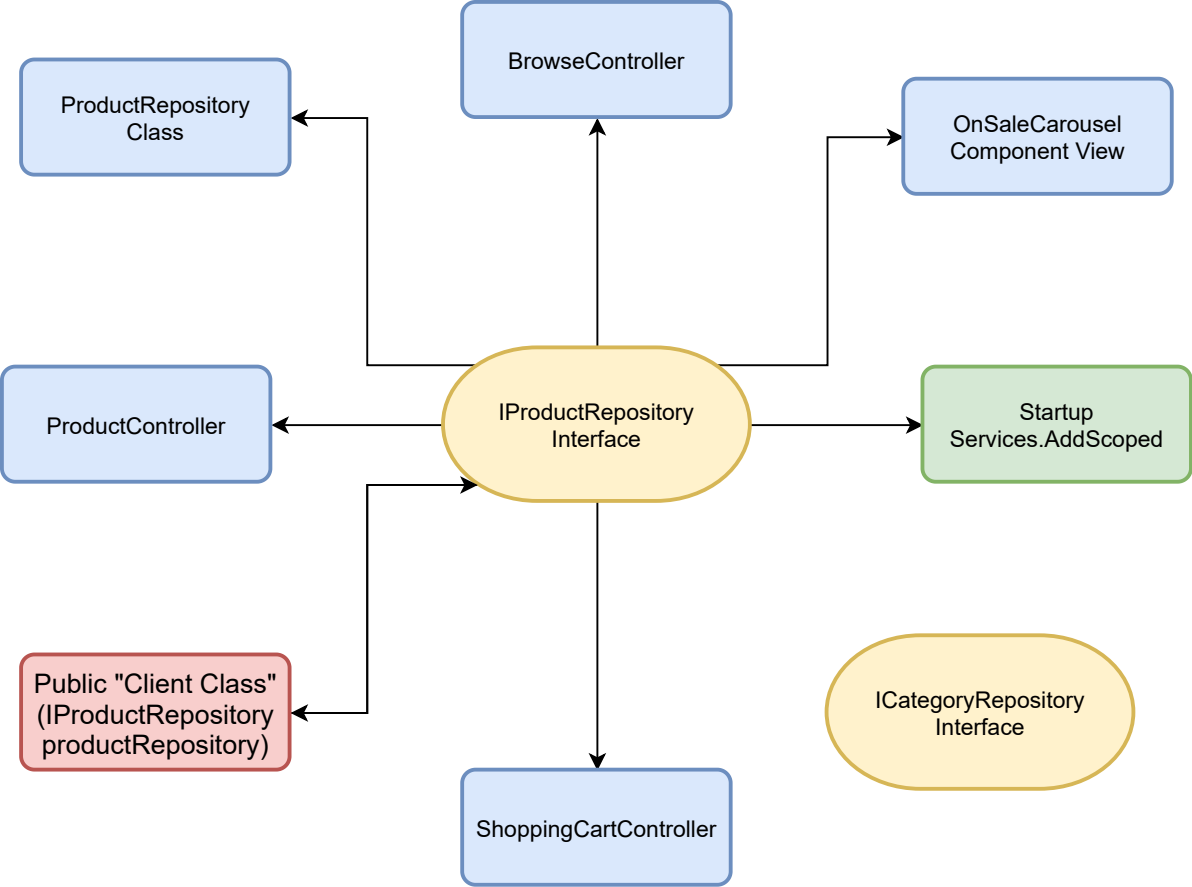 BrowseController
ProductRepository
Class
OnSaleCarousel
Component View
ProductController
IProductRepository
Interface
Startup
Services.AddScoped
Public "Client Class"
(IProductRepository
productRepository)
ICategoryRepository
Interface
ShoppingCartController